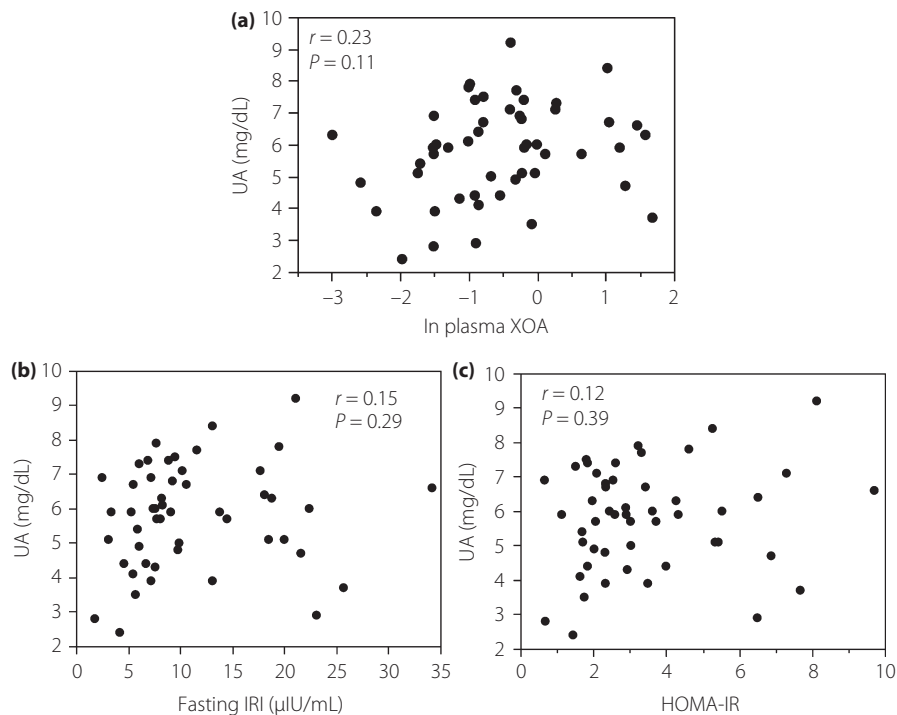 (a)
r = 0.23
P = 0.11
UA (mg/dL)
10
9
8
7
6
5
4
3
2
–3 –2 –1 0 1 2
ln plasma XOA
(b)
r = 0.15
P = 0.29
UA (mg/dL)
10
9
8
7
6
5
4
3
2
0 5 10 15 20 25 30 35
Fasting IRI (μIU/mL)
(c)
r = 0.12
P = 0.39
UA (mg/dL)
10
9
8
7
6
5
4
3
2
0 2 4 6 8 10
HOMA-IR